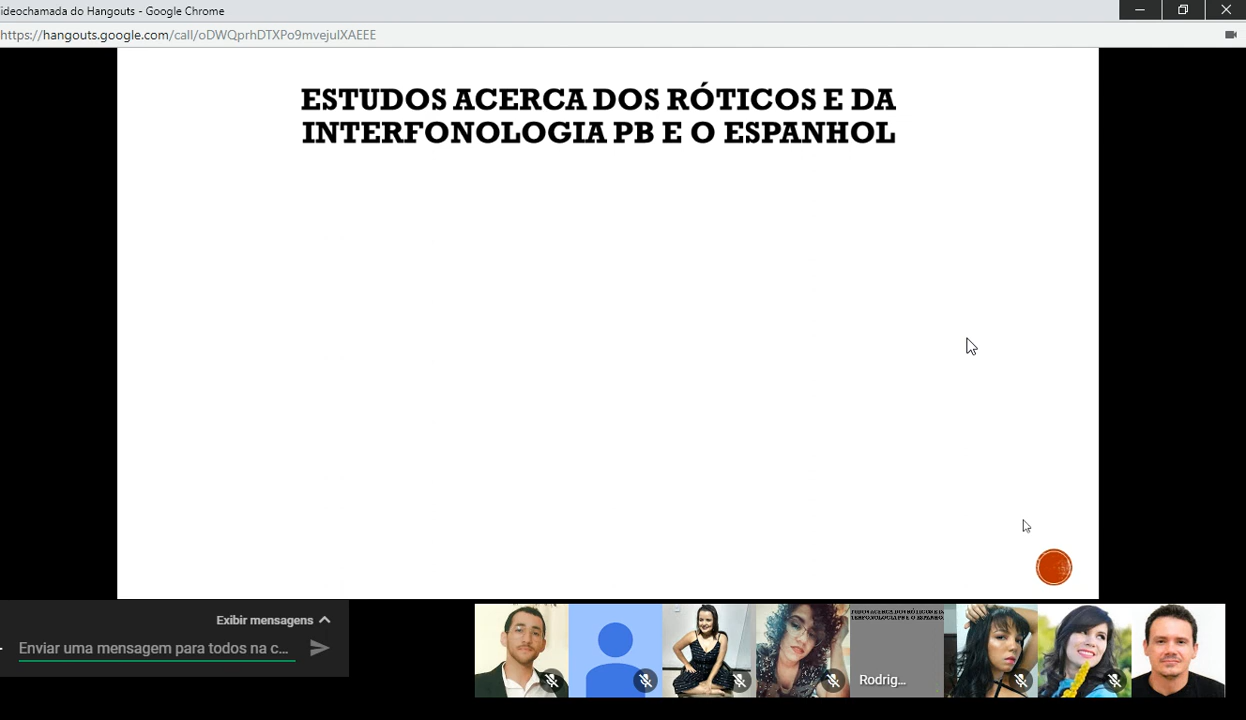 ideochamada do Hangouts - Google Chrome
https://hangouts.google.com/call/oDWQprhDTXPo9mvejuIXAEEE
ESTUDOS ACERCA DOS RÓTICOS E DA
INTERFONOLOGIA PB E O ESPANHOL
Exibir mensagens
Enviar uma mensagem para todos na c...
Rodrig...